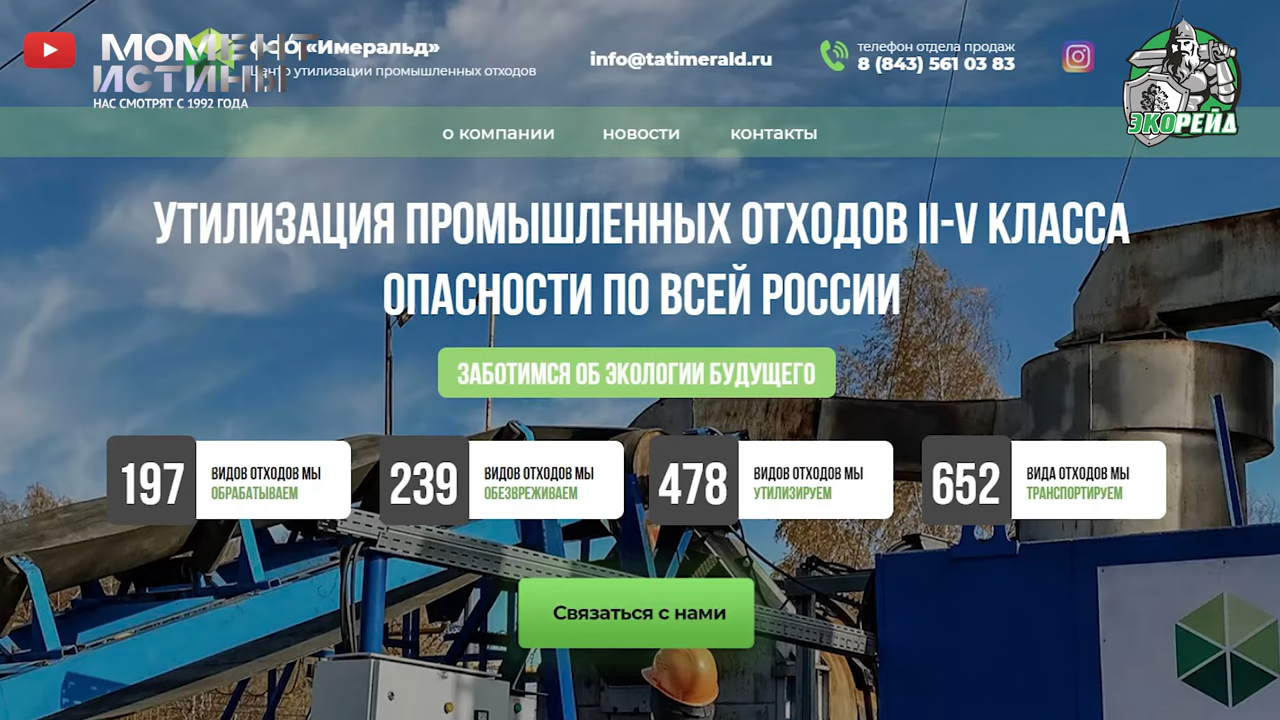 МОМЕНТ
ИСТИНЫ
НАС СМОТРЯТ С 1992 ГОДА
ООО «Имеральд»
Центр утилизации промышленных отходов
info@tatimerald.ru
телефон отдела продаж
8 (843) 561 03 83
ЭКОРЕЙД
о компании
новости
контакты
УТИЛИЗАЦИЯ ПРОМЫШЛЕННЫХ ОТХОДОВ II-V КЛАССА
ОПАСНОСТИ ПО ВСЕЙ РОССИИ
ЗАБОТИМСЯ ОБ ЭКОЛОГИИ БУДУЩЕГО
197
ВИДОВ ОТХОДОВ МЫ
ОБРАБАТЫВАЕМ
239
ВИДОВ ОТХОДОВ МЫ
ОБЕЗВРЕЖИВАЕМ
478
ВИДОВ ОТХОДОВ МЫ
УТИЛИЗИРУЕМ
652
ВИДА ОТХОДОВ МЫ
ТРАНСПОРТИРУЕМ
Связаться с нами